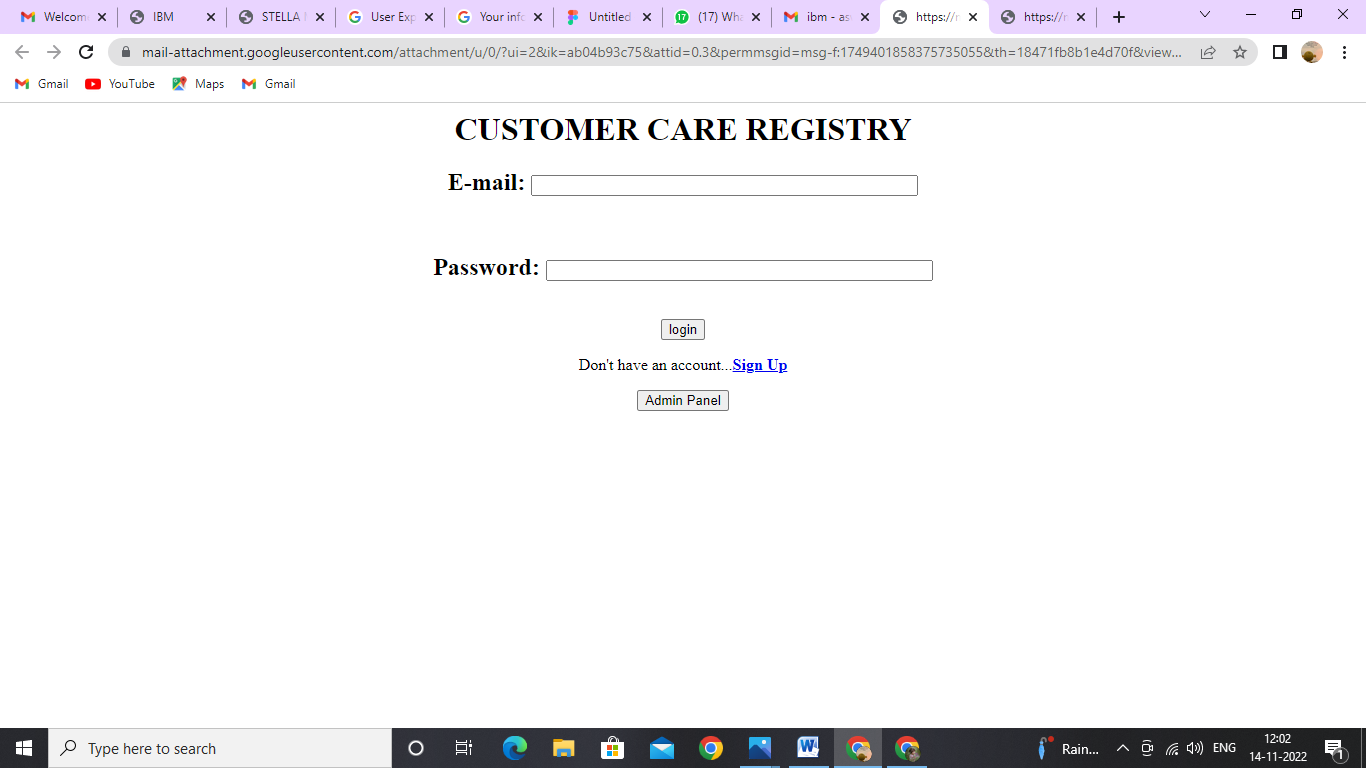 Welcome IBM STELLA User Exp Your info Untitled (17) Wha ibm - as https:// https://
mail-attachment.googleusercontent.com/attachment/u/0/?ui=2&ik=ab04b93c75&attid=0.3&permmsgid=msg-f:1749401858375735055&th=18471fb8b1e4d70f&view...
Gmail YouTube Maps Gmail
CUSTOMER CARE REGISTRY
E-mail:
Password:
login
Don't have an account...Sign Up
Admin Panel
Type here to search Rain... ENG 12:02
14-11-2022